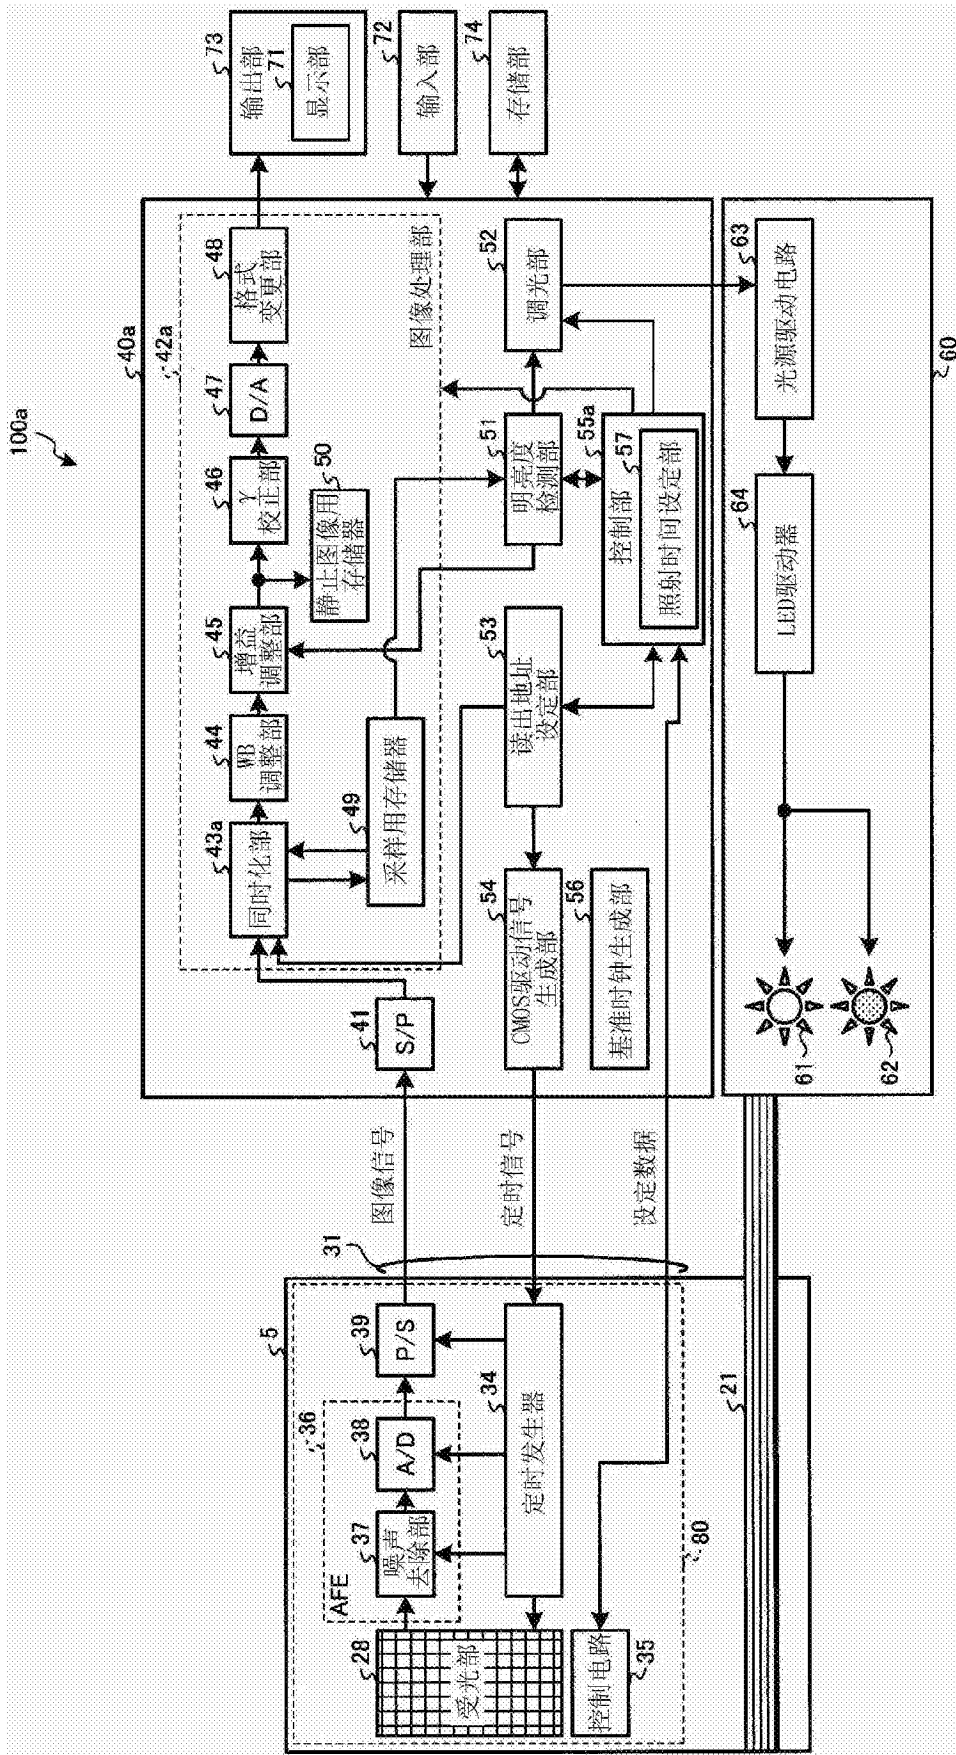 100a
5
36
AFE
28
受光部
37
噪声
去除部
38
A/D
39
P/S
34
定时发生器
35
控制电路
80
21
31
图像信号
定时信号
设定数据
40a
42a
图像处理部
41
S/P
43a
同时化部
44
WB
调整部
45
增益
调整部
46
γ
校正部
47
D/A
48
格式
变更部
49
采样用存储器
50
静止图像用
存储器
51
明亮度
检测部
52
调光部
53
读出地址
设定部
54
CMOS驱动信号
生成部
55a
控制部
57
照射时间设定部
56
基准时钟生成部
73
输出部
71
显示部
72
输入部
74
存储部
60
63
光源驱动电路
64
LED驱动器
61
62